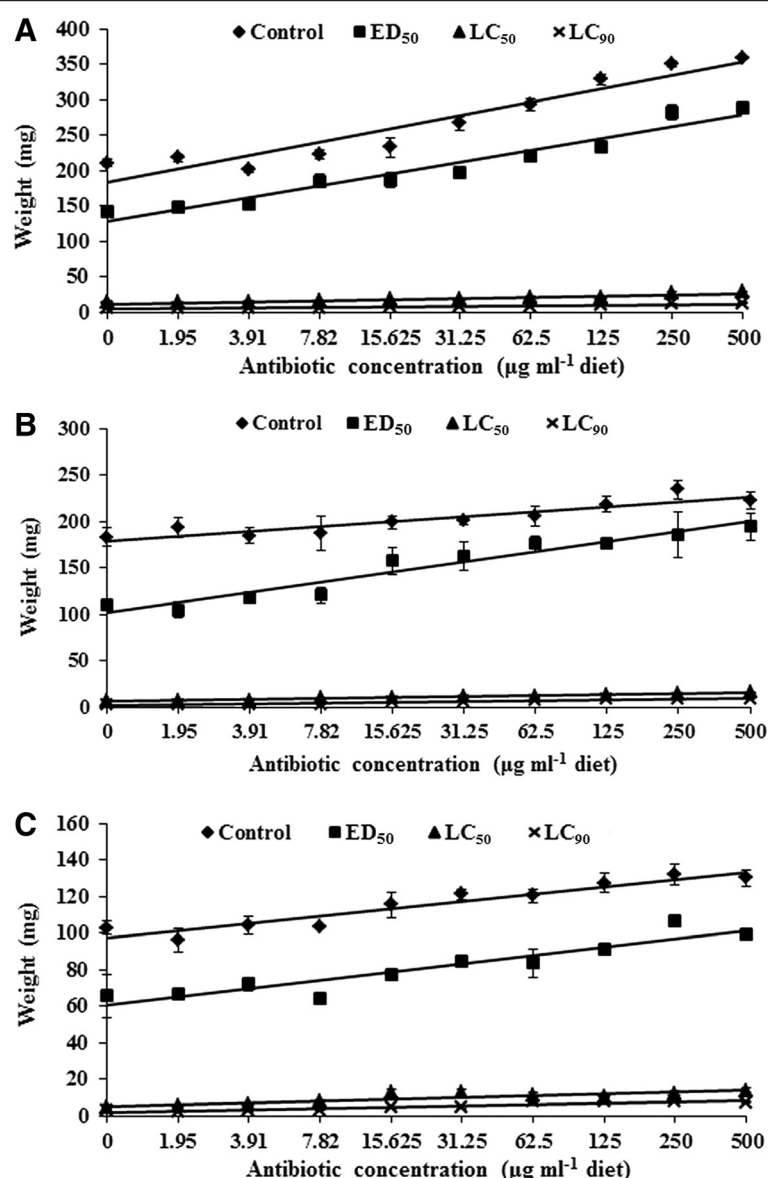 A
Control ED50 LC50 LC90
400
350
300
250
200
150
100
50
0
Weight (mg)
0 1.95 3.91 7.82 15.625 31.25 62.5 125 250 500
Antibiotic concentration (µg ml-1 diet)
B
Control ED50 LC50 LC90
300
250
200
150
100
50
0
Weight (mg)
0 1.95 3.91 7.82 15.625 31.25 62.5 125 250 500
Antibiotic concentration (µg ml-1 diet)
C
Control ED50 LC50 LC90
160
140
120
100
80
60
40
20
0
Weight (mg)
0 1.95 3.91 7.82 15.625 31.25 62.5 125 250 500
Antibiotic concentration (µg ml-1 diet)